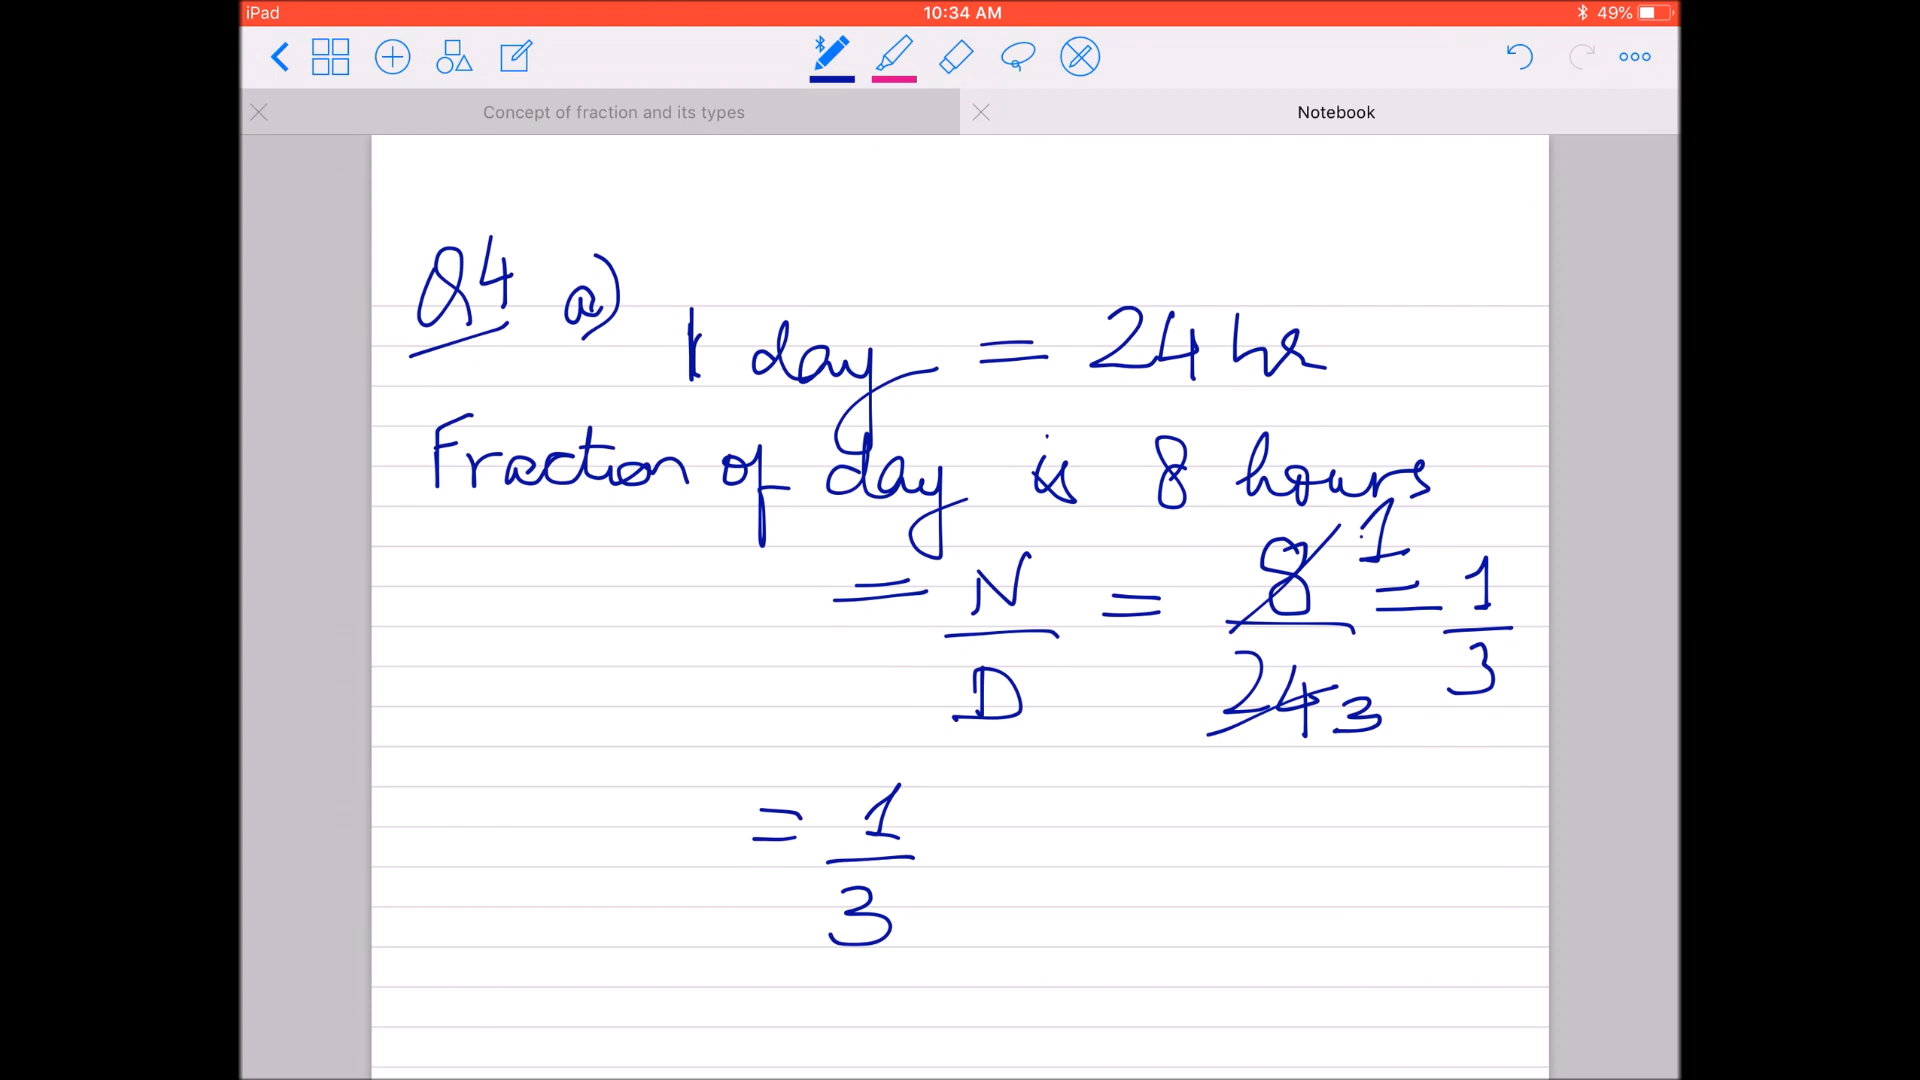 iPad 10:34 AM 49%
Concept of fraction and its types Notebook
Q4 a)
1 day = 24 hr
Fraction of day is 8 hours
= N/D = 8/24 1 3 = 1/3
= 1/3